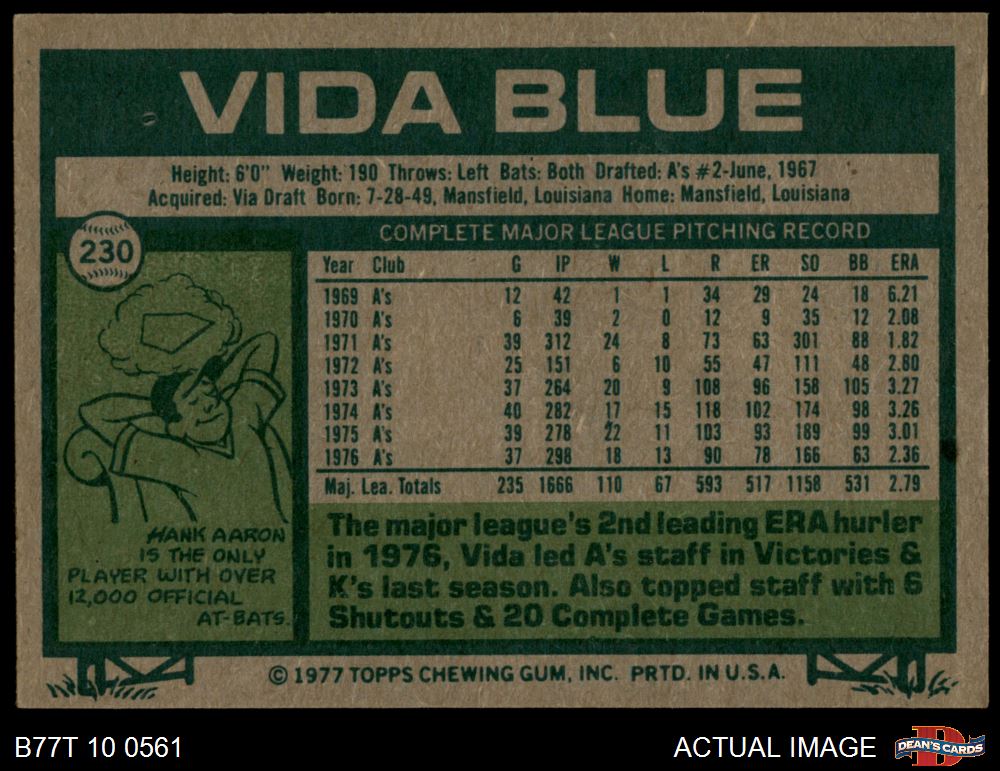 VIDA BLUE
Height: 6'0" Weight: 190 Throws: Left Bats: Both Drafted: A's #2-June, 1967
Acquired: Via Draft Born: 7-28-49, Mansfield, Louisiana Home: Mansfield, Louisiana
230
COMPLETE MAJOR LEAGUE PITCHING RECORD
Year Club G IP W L R ER SO BB ERA
1969 A's 12 42 1 1 34 29 24 18 6.21
1970 A's 6 39 2 0 12 9 35 12 2.08
1971 A's 39 312 24 8 73 63 301 88 1.82
1972 A's 25 151 6 10 55 47 111 48 2.80
1973 A's 37 264 20 9 108 96 158 105 3.27
1974 A's 40 282 17 15 118 102 174 98 3.26
1975 A's 39 278 22 11 103 93 189 99 3.01
1976 A's 37 298 18 13 90 78 166 63 2.36
Maj. Lea. Totals 235 1666 110 67 593 517 1158 531 2.79
HANK AARON
IS THE ONLY
PLAYER WITH OVER
12,000 OFFICIAL
AT-BATS.
The major league's 2nd leading ERA hurler
in 1976, Vida led A's staff in Victories &
K's last season. Also topped staff with 6
Shutouts & 20 Complete Games.
© 1977 TOPPS CHEWING GUM, INC. PRTD. IN U.S.A.
B77T 10 0561
ACTUAL IMAGE
D
DEAN'S CARDS